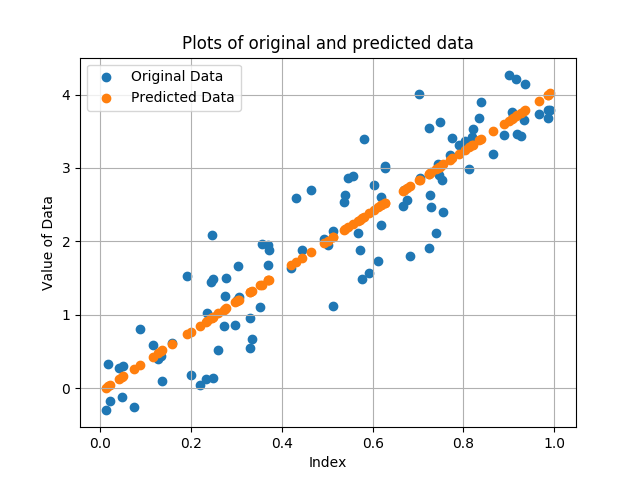 Plots of original and predicted data
Original Data
Predicted Data
4
3
2
1
0
Value of Data
0.0 0.2 0.4 0.6 0.8 1.0
Index